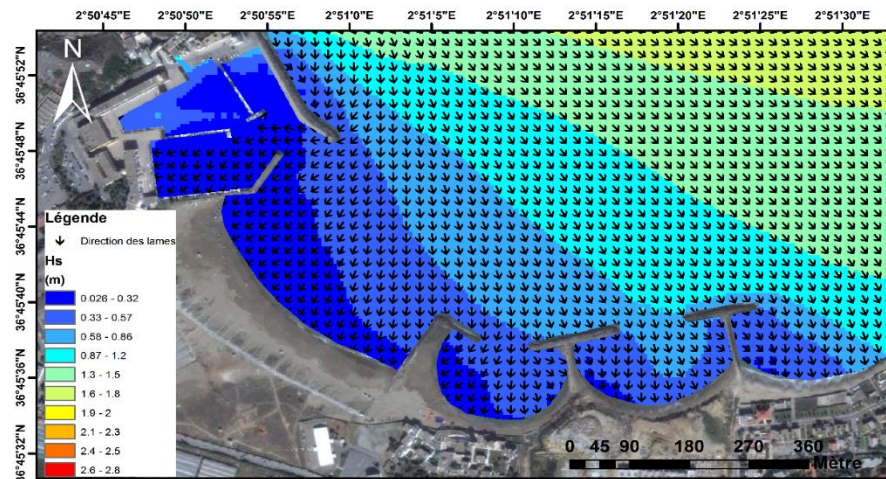 2°50'45"E 2°50'50"E 2°50'55"E 2°51'0"E 2°51'5"E 2°51'10"E 2°51'15"E 2°51'20"E 2°51'25"E 2°51'30"E
36°45'52"N
36°45'48"N
36°45'44"N
36°45'40"N
36°45'36"N
36°45'32"N
N
Légende
Direction des lames
Hs
(m)
0.026 - 0.32
0.33 - 0.57
0.58 - 0.86
0.87 - 1.2
1.3 - 1.5
1.6 - 1.8
1.9 - 2
2.1 - 2.3
2.4 - 2.5
2.6 - 2.8
0 45 90 180 270 360
Mètre